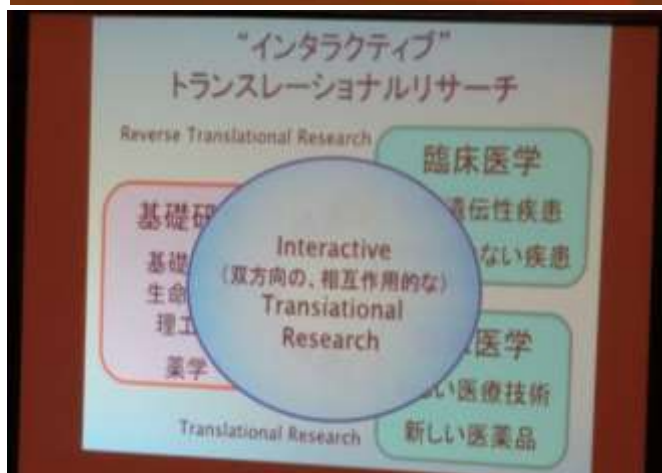 “インタラクティブ”
トランスレーショナルリサーチ
Reverse Translational Research
臨床医学
遺伝性疾患
ない疾患
基礎研
基礎
生命
理工
薬学
Interactive
(双方向の、相互作用的な)
Transiational
Research
医学
い医療技術
新しい医薬品
Translational Research